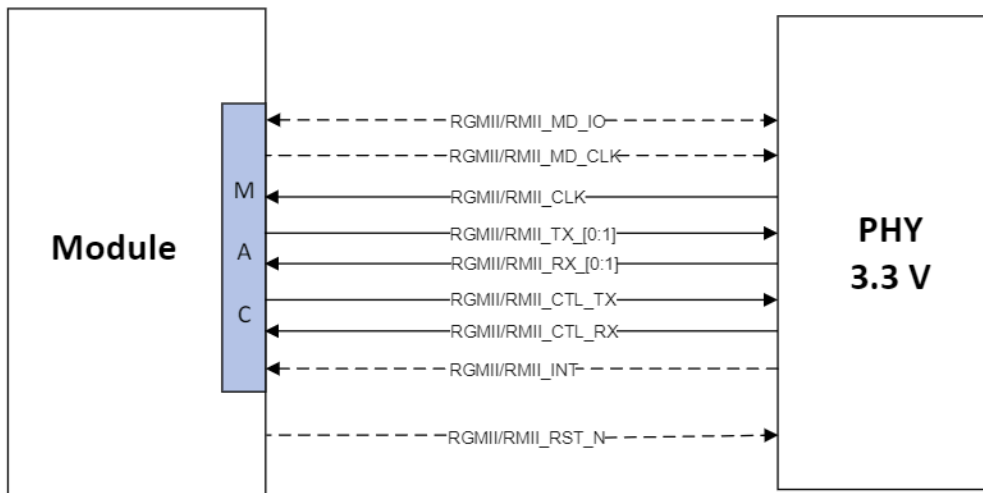 RGMII/RMII_MD_IO
RGMII/RMII_MD_CLK
RGMII/RMII_CLK
RGMII/RMII_TX_[0:1]
RGMII/RMII_RX_[0:1]
RGMII/RMII_CTL_TX
RGMII/RMII_CTL_RX
RGMII/RMII_INT
RGMII/RMII_RST_N
Module
M
A
C
PHY
3.3 V